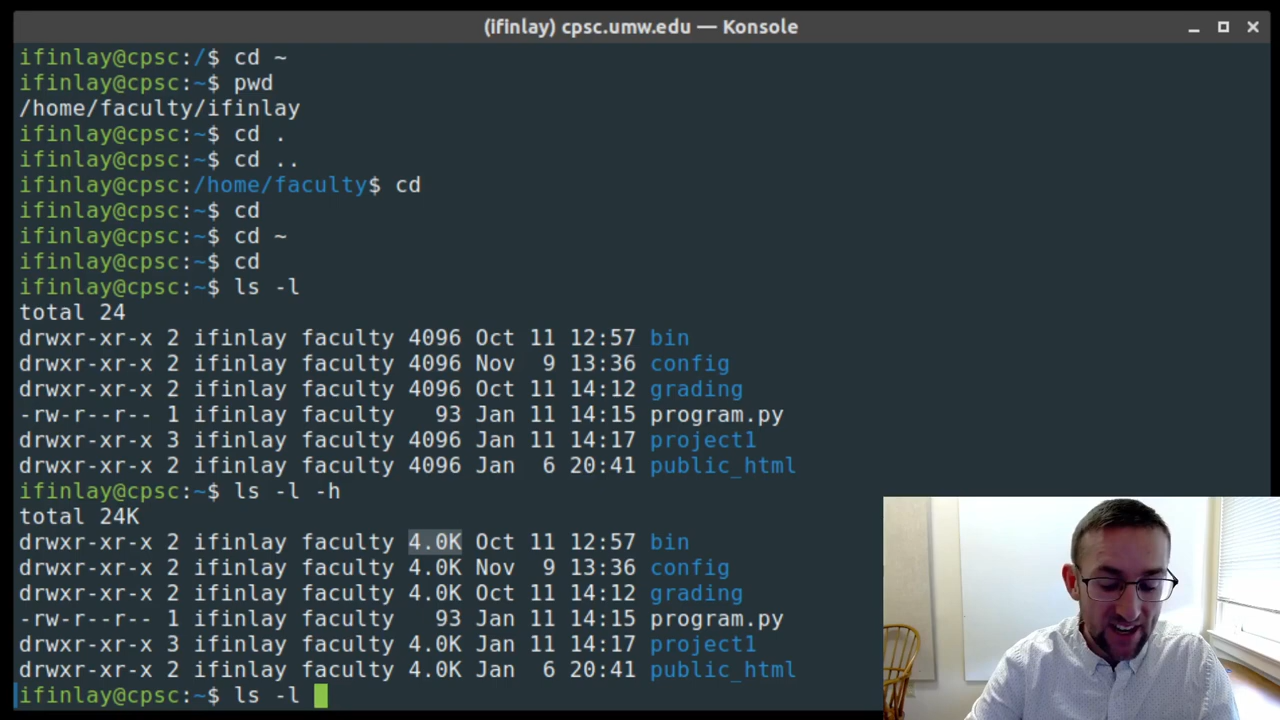 (ifinlay) cpsc.umw.edu — Konsole
ifinlay@cpsc:/$ cd ~
ifinlay@cpsc:~$ pwd
/home/faculty/ifinlay
ifinlay@cpsc:~$ cd .
ifinlay@cpsc:~$ cd ..
ifinlay@cpsc:/home/faculty$ cd
ifinlay@cpsc:~$ cd
ifinlay@cpsc:~$ cd ~
ifinlay@cpsc:~$ cd
ifinlay@cpsc:~$ ls -l
total 24
drwxr-xr-x 2 ifinlay faculty 4096 Oct 11 12:57 bin
drwxr-xr-x 2 ifinlay faculty 4096 Nov  9 13:36 config
drwxr-xr-x 2 ifinlay faculty 4096 Oct 11 14:12 grading
-rw-r--r-- 1 ifinlay faculty   93 Jan 11 14:15 program.py
drwxr-xr-x 3 ifinlay faculty 4096 Jan 11 14:17 project1
drwxr-xr-x 2 ifinlay faculty 4096 Jan  6 20:41 public_html
ifinlay@cpsc:~$ ls -l -h
total 24K
drwxr-xr-x 2 ifinlay faculty 4.0K Oct 11 12:57 bin
drwxr-xr-x 2 ifinlay faculty 4.0K Nov  9 13:36 config
drwxr-xr-x 2 ifinlay faculty 4.0K Oct 11 14:12 grading
-rw-r--r-- 1 ifinlay faculty   93 Jan 11 14:15 program.py
drwxr-xr-x 3 ifinlay faculty 4.0K Jan 11 14:17 project1
drwxr-xr-x 2 ifinlay faculty 4.0K Jan  6 20:41 public_html
ifinlay@cpsc:~$ ls -l